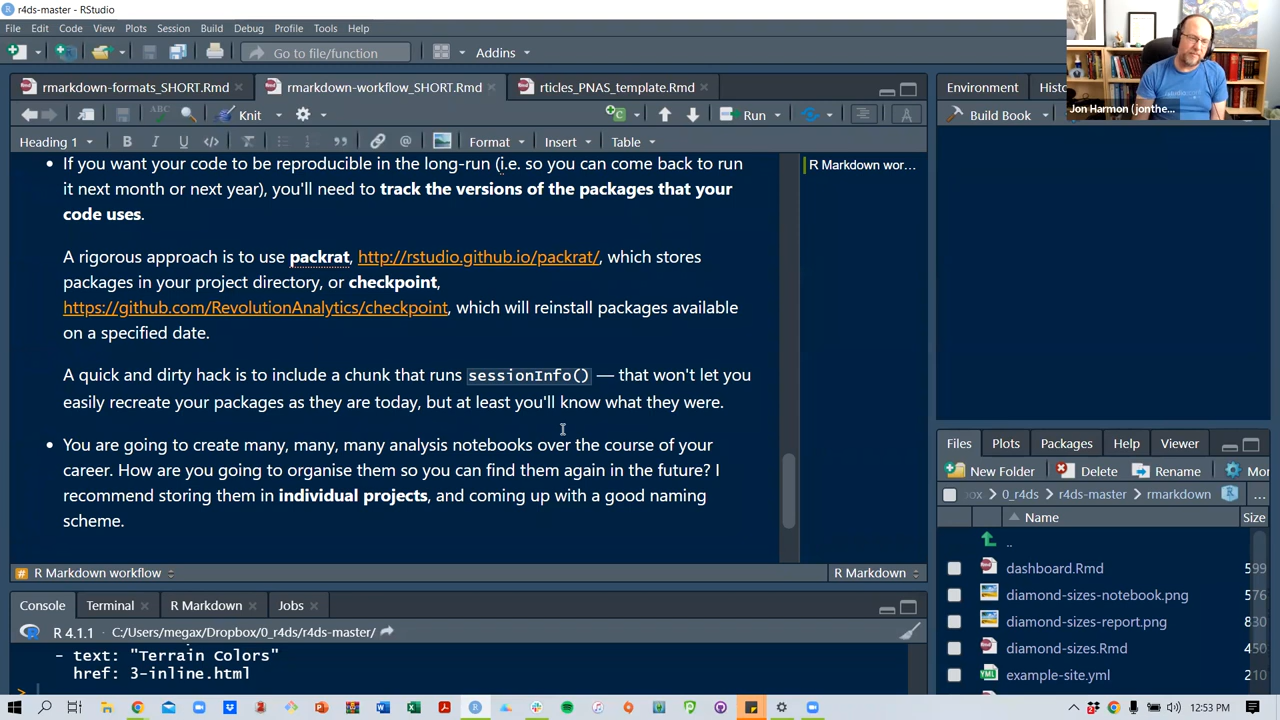 r4ds-master - RStudio
File Edit Code View Plots Session Build Debug Profile Tools Help
Go to file/function
Addins
rmarkdown-formats_SHORT.Rmd
rmarkdown-workflow_SHORT.Rmd
rticles_PNAS_template.Rmd
ABC
Knit
Run
Heading 1
B I </>
Format Insert Table
If you want your code to be reproducible in the long-run (i.e. so you can come back to run
it next month or next year), you'll need to track the versions of the packages that your
code uses.
A rigorous approach is to use packrat, http://rstudio.github.io/packrat/, which stores
packages in your project directory, or checkpoint,
https://github.com/RevolutionAnalytics/checkpoint, which will reinstall packages available
on a specified date.
A quick and dirty hack is to include a chunk that runs sessionInfo() — that won't let you
easily recreate your packages as they are today, but at least you'll know what they were.
You are going to create many, many, many analysis notebooks over the course of your
career. How are you going to organise them so you can find them again in the future? I
recommend storing them in individual projects, and coming up with a good naming
scheme.
# R Markdown workflow
R Markdown
R Markdown wor...
Console Terminal R Markdown Jobs
R 4.1.1 . C:/Users/megax/Dropbox/0_r4ds/r4ds-master/
- text: "Terrain Colors"
href: 3-inline.html
>
Jon Harmon (jonthe...
Environment Histo
Build Book
Files Plots Packages Help Viewer
New Folder Delete Rename Mor
ox 0_r4ds r4ds-master rmarkdown ...
Name Size
..
dashboard.Rmd 599
diamond-sizes-notebook.png 576
diamond-sizes-report.png 830
diamond-sizes.Rmd 450
example-site.yml 210
12:53 PM